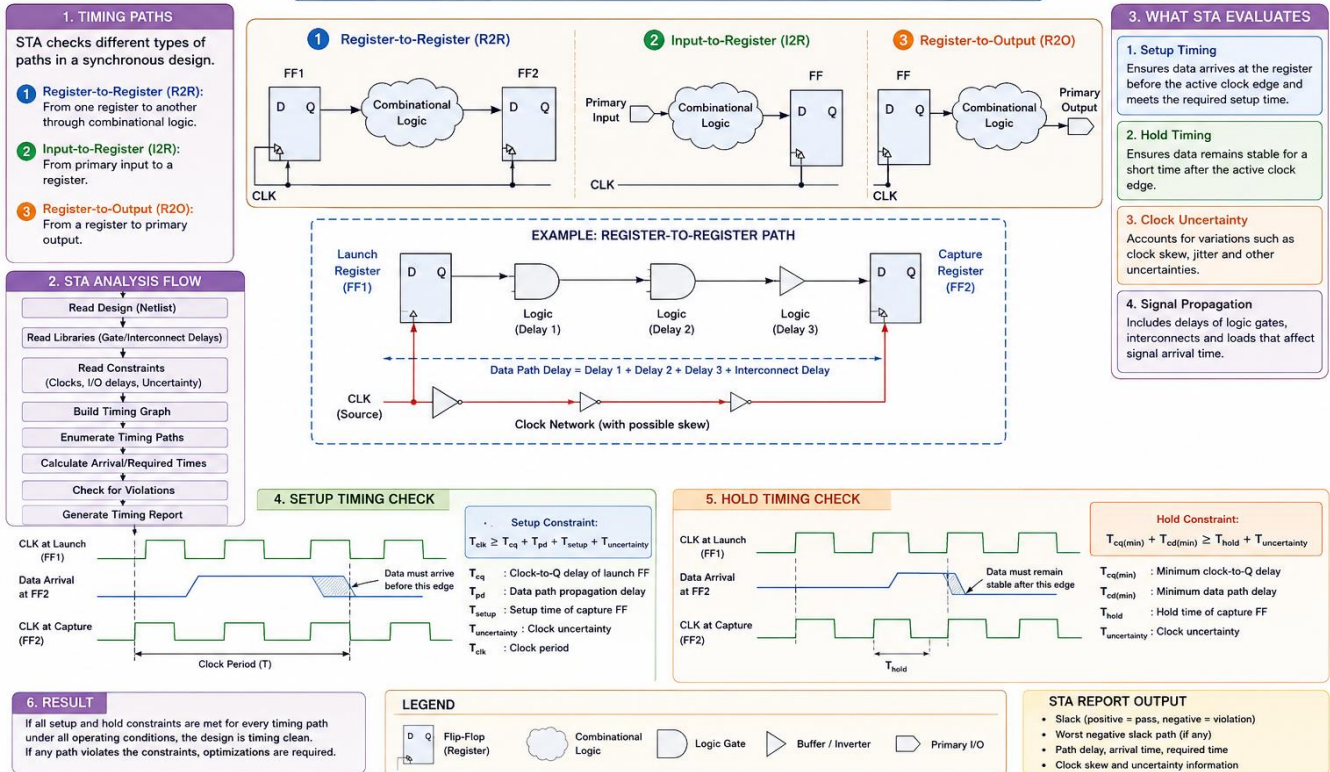 1. TIMING PATHS
STA checks different types of
paths in a synchronous design.
1 Register-to-Register (R2R):
From one register to another
through combinational logic.
2 Input-to-Register (I2R):
From primary input to a
register.
3 Register-to-Output (R2O):
From a register to primary
output.
1 Register-to-Register (R2R)
FF1
FF2
D Q
Combinational
Logic
D Q
CLK
2 Input-to-Register (I2R)
FF
Primary
Input
Combinational
Logic
D Q
CLK
3 Register-to-Output (R2O)
FF
D Q
Combinational
Logic
Primary
Output
CLK
3. WHAT STA EVALUATES
1. Setup Timing
Ensures data arrives at the register
before the active clock edge and
meets the required setup time.
2. Hold Timing
Ensures data remains stable for a
short time after the active clock
edge.
3. Clock Uncertainty
Accounts for variations such as
clock skew, jitter and other
uncertainties.
4. Signal Propagation
Includes delays of logic gates,
interconnects and loads that affect
signal arrival time.
2. STA ANALYSIS FLOW
Read Design (Netlist)
Read Libraries (Gate/Interconnect Delays)
Read Constraints
(Clocks, I/O delays, Uncertainty)
Build Timing Graph
Enumerate Timing Paths
Calculate Arrival/Required Times
Check for Violations
Generate Timing Report
EXAMPLE: REGISTER-TO-REGISTER PATH
Launch
Register
(FF1)
D Q
Logic
(Delay 1)
Logic
(Delay 2)
Logic
(Delay 3)
Capture
Register
(FF2)
D Q
Data Path Delay = Delay 1 + Delay 2 + Delay 3 + Interconnect Delay
CLK
(Source)
Clock Network (with possible skew)
4. SETUP TIMING CHECK
CLK at Launch
(FF1)
Data Arrival
at FF2
Data must arrive
before this edge
CLK at Capture
(FF2)
Clock Period (T)
Setup Constraint:
T_clk ≥ T_cq + T_pd + T_setup + T_uncertainty
T_cq : Clock-to-Q delay of launch FF
T_pd : Data path propagation delay
T_setup : Setup time of capture FF
T_uncertainty : Clock uncertainty
T_clk : Clock period
5. HOLD TIMING CHECK
CLK at Launch
(FF1)
Data Arrival
at FF2
Data must remain
stable after this edge
CLK at Capture
(FF2)
T_hold
Hold Constraint:
T_cq(min) + T_cd(min) ≥ T_hold + T_uncertainty
T_cq(min) : Minimum clock-to-Q delay
T_cd(min) : Minimum data path delay
T_hold : Hold time of capture FF
T_uncertainty : Clock uncertainty
6. RESULT
If all setup and hold constraints are met for every timing path
under all operating conditions, the design is timing clean.
If any path violates the constraints, optimizations are required.
LEGEND
D Q
Flip-Flop
(Register)
Combinational
Logic
Logic Gate
Buffer / Inverter
Primary I/O
STA REPORT OUTPUT
• Slack (positive = pass, negative = violation)
• Worst negative slack path (if any)
• Path delay, arrival time, required time
• Clock skew and uncertainty information